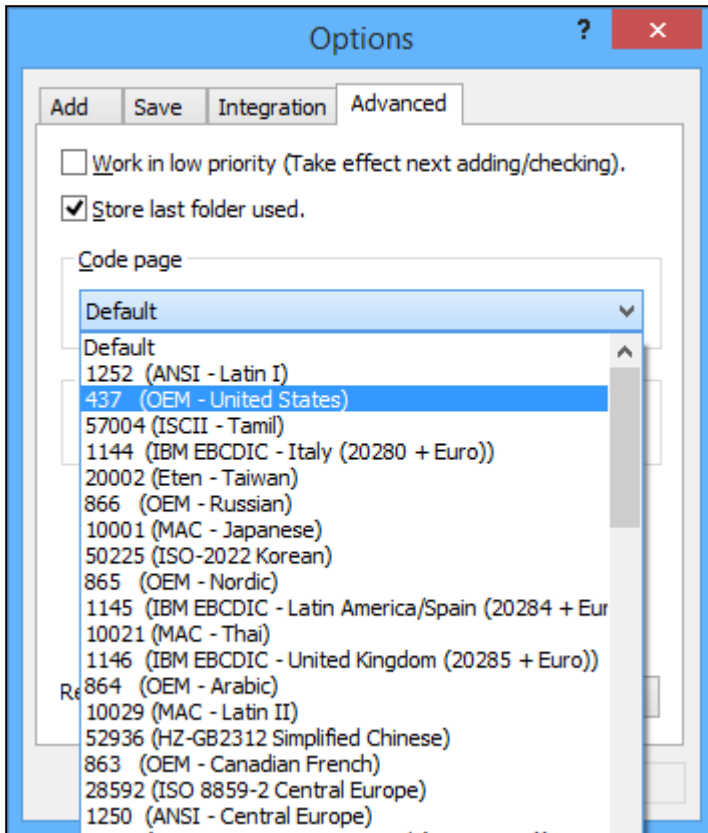 Options
?
Add Save Integration Advanced
Work in low priority (Take effect next adding/checking).
Store last folder used.
Code page
Default
Default
1252 (ANSI - Latin I)
437 (OEM - United States)
57004 (ISCII - Tamil)
1144 (IBM EBCDIC - Italy (20280 + Euro))
20002 (Eten - Taiwan)
866 (OEM - Russian)
10001 (MAC - Japanese)
50225 (ISO-2022 Korean)
865 (OEM - Nordic)
1145 (IBM EBCDIC - Latin America/Spain (20284 + Eur
10021 (MAC - Thai)
1146 (IBM EBCDIC - United Kingdom (20285 + Euro))
Re
864 (OEM - Arabic)
10029 (MAC - Latin II)
52936 (HZ-GB2312 Simplified Chinese)
863 (OEM - Canadian French)
28592 (ISO 8859-2 Central Europe)
1250 (ANSI - Central Europe)